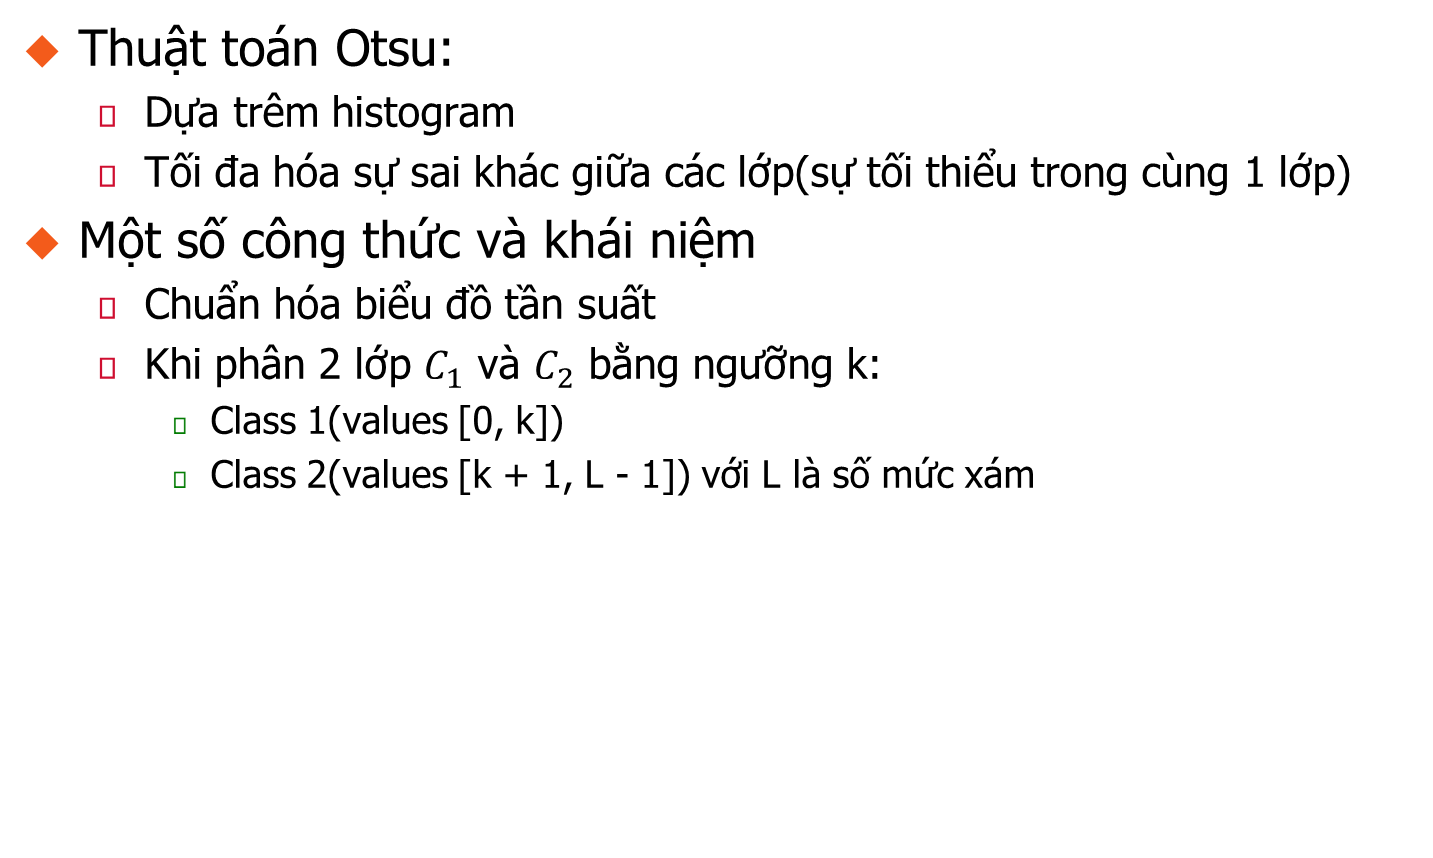 Thuật toán Otsu:
Dựa trêm histogram
Tối đa hóa sự sai khác giữa các lớp(sự tối thiểu trong cùng 1 lớp)
Một số công thức và khái niệm
Chuẩn hóa biểu đồ tần suất
Khi phân 2 lớp 𝐶₁ và 𝐶₂ bằng ngưỡng k:
Class 1(values [0, k])
Class 2(values [k + 1, L - 1]) với L là số mức xám